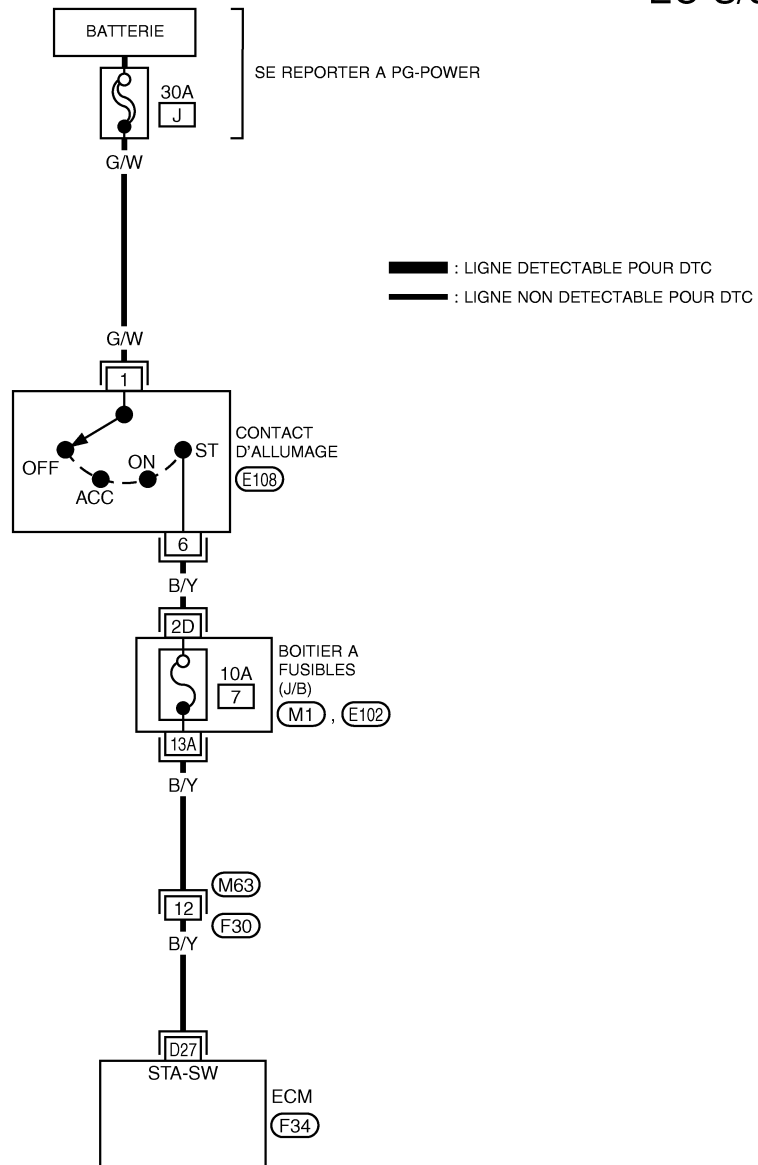 BATTERIE
SE REPORTER A PG-POWER
30A
J
G/W
: LIGNE DETECTABLE POUR DTC
: LIGNE NON DETECTABLE POUR DTC
G/W
1
CONTACT
D'ALLUMAGE
E108
OFF
ACC
ON
ST
6
B/Y
2D
BOITIER A
FUSIBLES
(J/B)
M1 , E102
10A
7
13A
B/Y
M63
12
F30
B/Y
D27
STA-SW
ECM
F34